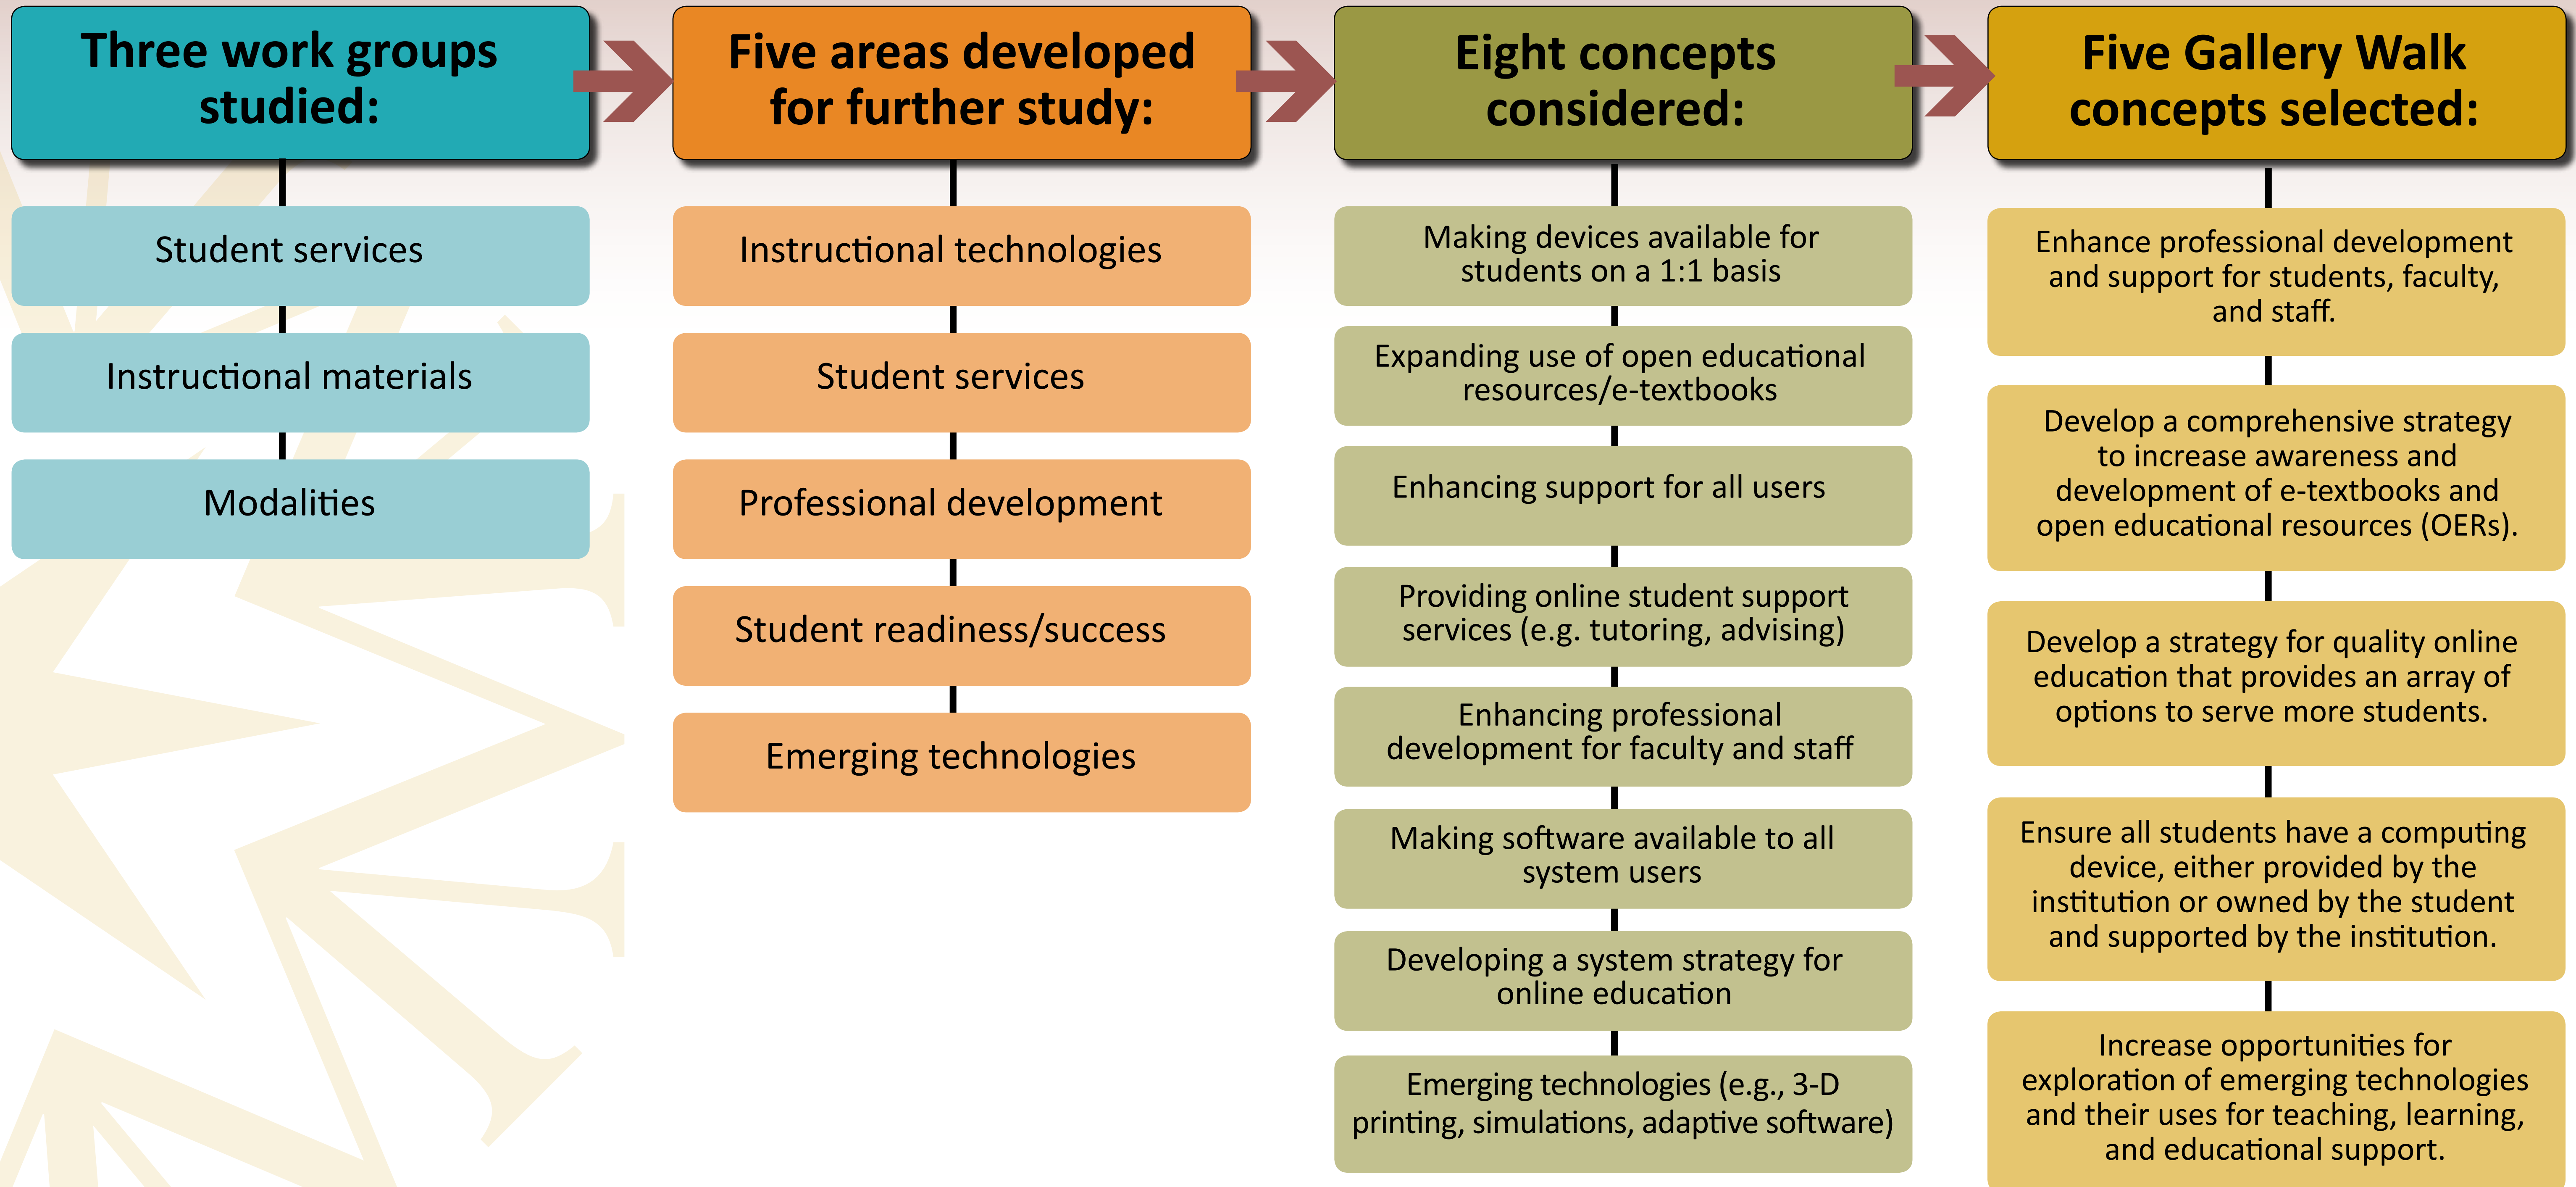 Three work groups
studied:
Student services
Instructional materials
Modalities
Five areas developed
for further study:
Instructional technologies
Student services
Professional development
Student readiness/success
Emerging technologies
Eight concepts
considered:
Making devices available for
students on a 1:1 basis
Expanding use of open educational
resources/e-textbooks
Enhancing support for all users
Providing online student support
services (e.g. tutoring, advising)
Enhancing professional
development for faculty and staff
Making software available to all
system users
Developing a system strategy for
online education
Emerging technologies (e.g., 3-D
printing, simulations, adaptive software)
Five Gallery Walk
concepts selected:
Enhance professional development
and support for students, faculty,
and staff.
Develop a comprehensive strategy
to increase awareness and
development of e-textbooks and
open educational resources (OERs).
Develop a strategy for quality online
education that provides an array of
options to serve more students.
Ensure all students have a computing
device, either provided by the
institution or owned by the student
and supported by the institution.
Increase opportunities for
exploration of emerging technologies
and their uses for teaching, learning,
and educational support.